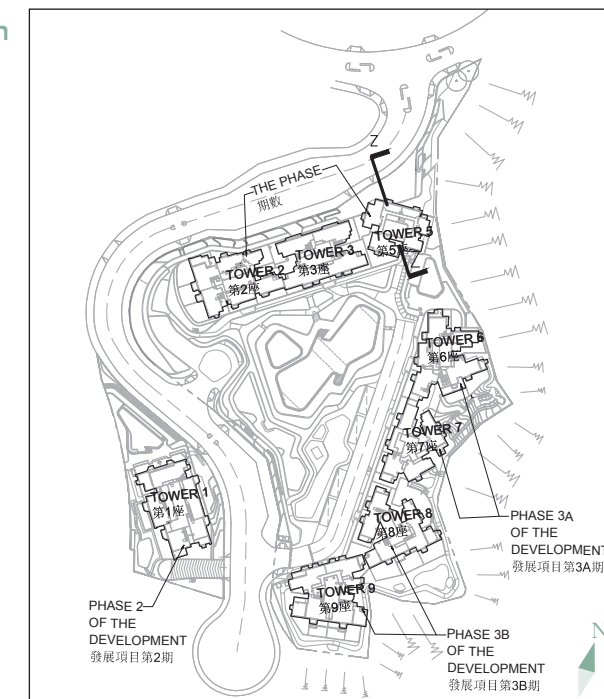 n
Z
THE PHASE
期數
TOWER 5
第5座
TOWER 3
第3座
TOWER 2
第2座
TOWER 6
第6座
TOWER 7
第7座
TOWER 1
第1座
TOWER 8
第8座
PHASE 3A
OF THE
DEVELOPMENT
發展項目第3A期
TOWER 9
第9座
PHASE 2
OF THE
DEVELOPMENT
發展項目第2期
PHASE 3B
OF THE
DEVELOPMENT
發展項目第3B期
N